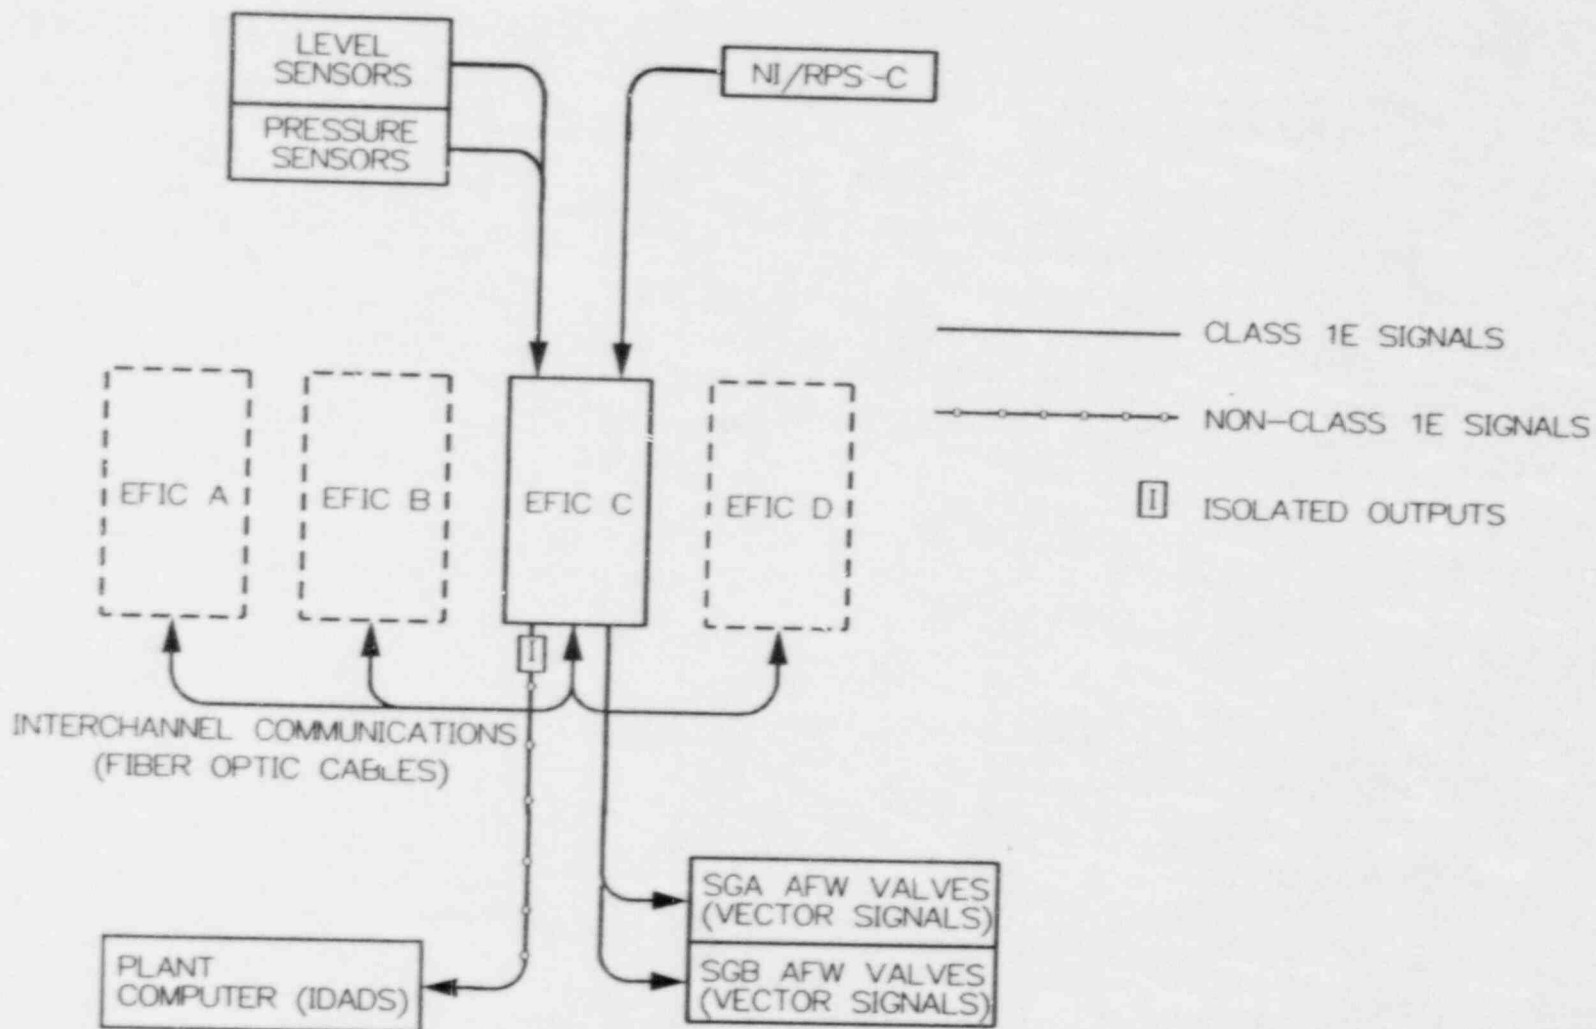 LEVEL
SENSORS
PRESSURE
SENSORS
NI/RPS-C
CLASS 1E SIGNALS
NON-CLASS 1E SIGNALS
I ISOLATED OUTPUTS
EFIC A
EFIC B
EFIC C
EFIC D
I
INTERCHANNEL COMMUNICATIONS
(FIBER OPTIC CABLES)
SGA AFW VALVES
(VECTOR SIGNALS)
SGB AFW VALVES
(VECTOR SIGNALS)
PLANT
COMPUTER (IDADS)